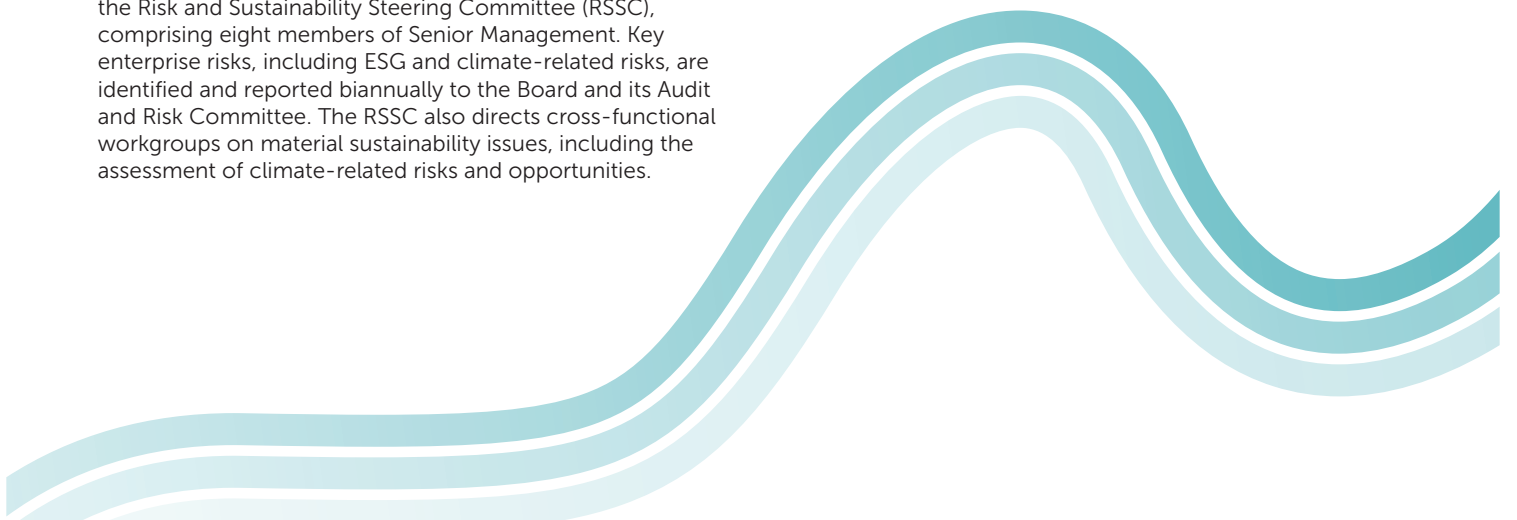 the Risk and Sustainability Steering Committee (RSSC),
comprising eight members of Senior Management. Key
enterprise risks, including ESG and climate-related risks, are
identified and reported biannually to the Board and its Audit
and Risk Committee. The RSSC also directs cross-functional
workgroups on material sustainability issues, including the
assessment of climate-related risks and opportunities.